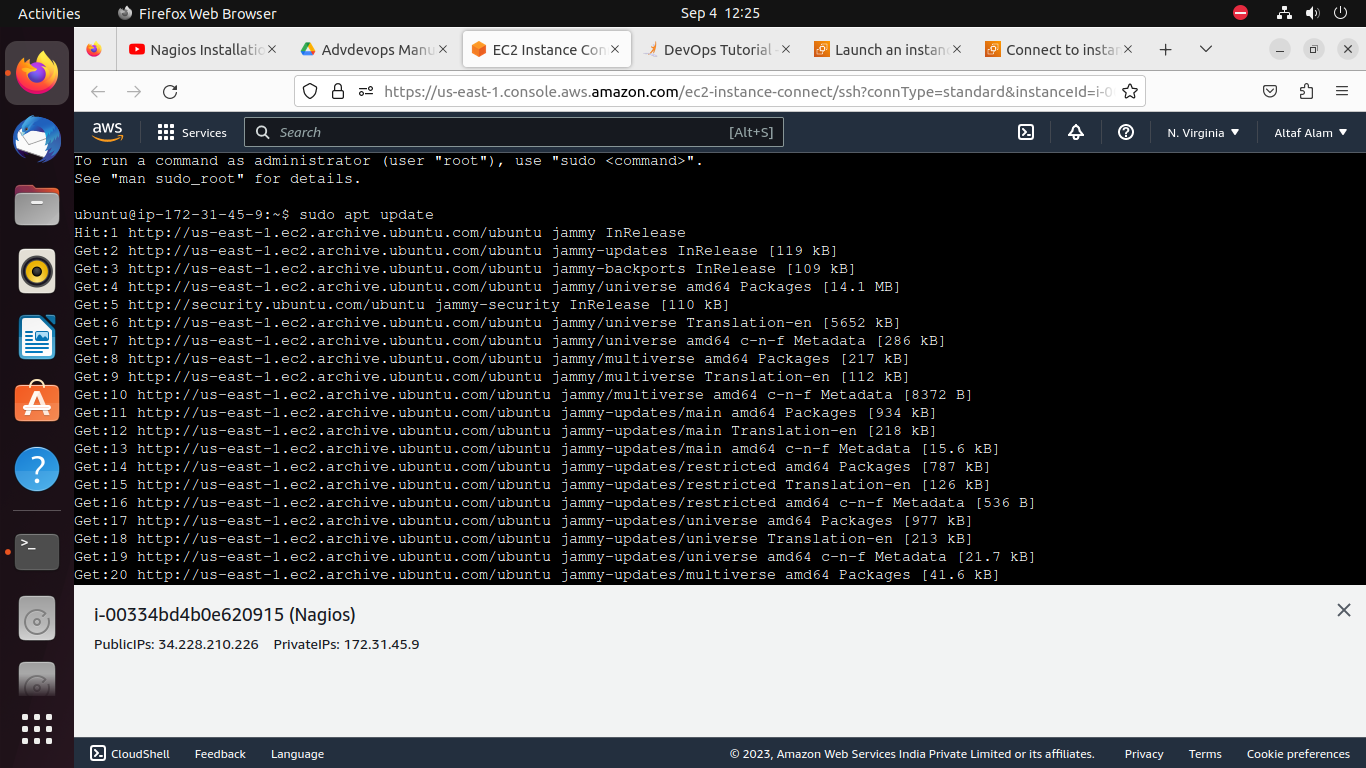 Activities Firefox Web Browser Sep 4 12:25
Nagios Installatio Advdevops Manu EC2 Instance Con DevOps Tutorial - Launch an instanc Connect to instan
https://us-east-1.console.aws.amazon.com/ec2-instance-connect/ssh?connType=standard&instanceId=i-0
aws Services Search [Alt+S] N. Virginia Altaf Alam
To run a command as administrator (user "root"), use "sudo <command>".
See "man sudo_root" for details.
ubuntu@ip-172-31-45-9:~$ sudo apt update
Hit:1 http://us-east-1.ec2.archive.ubuntu.com/ubuntu jammy InRelease
Get:2 http://us-east-1.ec2.archive.ubuntu.com/ubuntu jammy-updates InRelease [119 kB]
Get:3 http://us-east-1.ec2.archive.ubuntu.com/ubuntu jammy-backports InRelease [109 kB]
Get:4 http://us-east-1.ec2.archive.ubuntu.com/ubuntu jammy/universe amd64 Packages [14.1 MB]
Get:5 http://security.ubuntu.com/ubuntu jammy-security InRelease [110 kB]
Get:6 http://us-east-1.ec2.archive.ubuntu.com/ubuntu jammy/universe Translation-en [5652 kB]
Get:7 http://us-east-1.ec2.archive.ubuntu.com/ubuntu jammy/universe amd64 c-n-f Metadata [286 kB]
Get:8 http://us-east-1.ec2.archive.ubuntu.com/ubuntu jammy/multiverse amd64 Packages [217 kB]
Get:9 http://us-east-1.ec2.archive.ubuntu.com/ubuntu jammy/multiverse Translation-en [112 kB]
Get:10 http://us-east-1.ec2.archive.ubuntu.com/ubuntu jammy/multiverse amd64 c-n-f Metadata [8372 B]
Get:11 http://us-east-1.ec2.archive.ubuntu.com/ubuntu jammy-updates/main amd64 Packages [934 kB]
Get:12 http://us-east-1.ec2.archive.ubuntu.com/ubuntu jammy-updates/main Translation-en [218 kB]
Get:13 http://us-east-1.ec2.archive.ubuntu.com/ubuntu jammy-updates/main amd64 c-n-f Metadata [15.6 kB]
Get:14 http://us-east-1.ec2.archive.ubuntu.com/ubuntu jammy-updates/restricted amd64 Packages [787 kB]
Get:15 http://us-east-1.ec2.archive.ubuntu.com/ubuntu jammy-updates/restricted Translation-en [126 kB]
Get:16 http://us-east-1.ec2.archive.ubuntu.com/ubuntu jammy-updates/restricted amd64 c-n-f Metadata [536 B]
Get:17 http://us-east-1.ec2.archive.ubuntu.com/ubuntu jammy-updates/universe amd64 Packages [977 kB]
Get:18 http://us-east-1.ec2.archive.ubuntu.com/ubuntu jammy-updates/universe Translation-en [213 kB]
Get:19 http://us-east-1.ec2.archive.ubuntu.com/ubuntu jammy-updates/universe amd64 c-n-f Metadata [21.7 kB]
Get:20 http://us-east-1.ec2.archive.ubuntu.com/ubuntu jammy-updates/multiverse amd64 Packages [41.6 kB]
i-00334bd4b0e620915 (Nagios)
PublicIPs: 34.228.210.226 PrivateIPs: 172.31.45.9
CloudShell Feedback Language © 2023, Amazon Web Services India Private Limited or its affiliates. Privacy Terms Cookie preferences